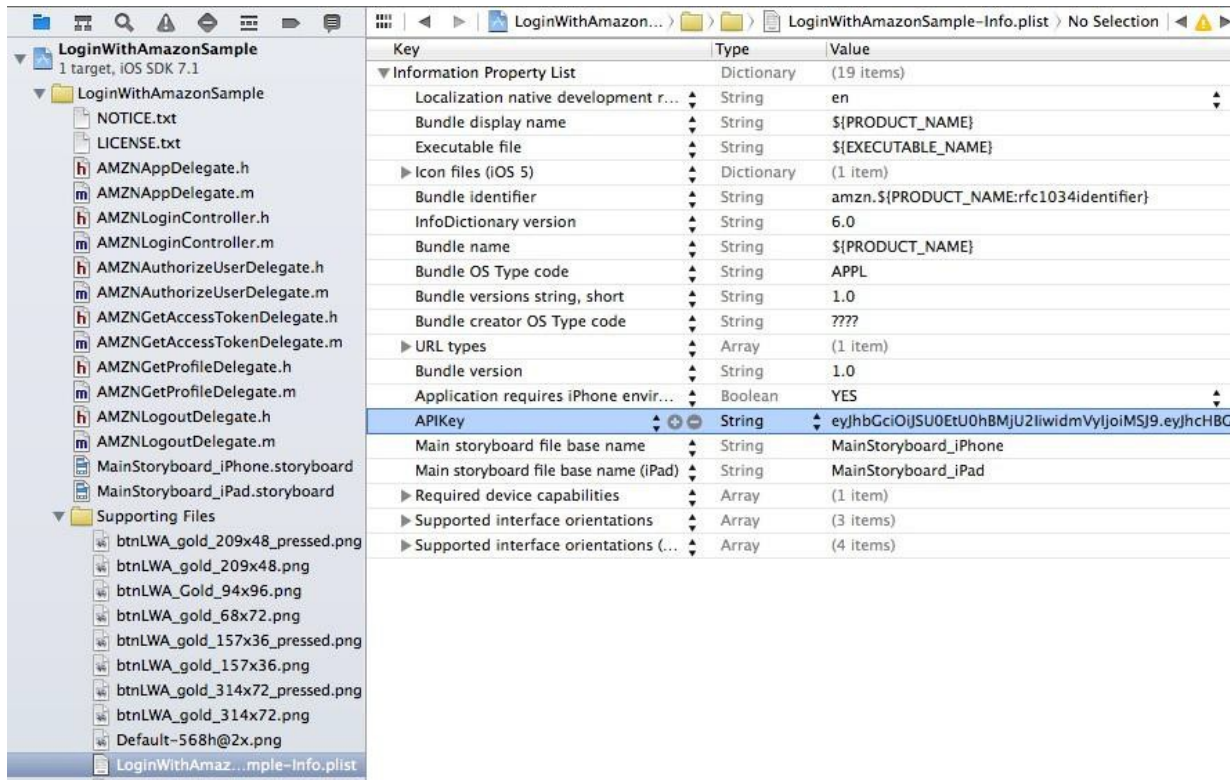 LoginWithAmazon... LoginWithAmazonSample-Info.plist No Selection
LoginWithAmazonSample
1 target, iOS SDK 7.1
LoginWithAmazonSample
NOTICE.txt
LICENSE.txt
AMZNAppDelegate.h
AMZNAppDelegate.m
AMZNLoginController.h
AMZNLoginController.m
AMZNAuthorizeUserDelegate.h
AMZNAuthorizeUserDelegate.m
AMZNGetAccessTokenDelegate.h
AMZNGetAccessTokenDelegate.m
AMZNGetProfileDelegate.h
AMZNGetProfileDelegate.m
AMZNLogoutDelegate.h
AMZNLogoutDelegate.m
MainStoryboard_iPhone.storyboard
MainStoryboard_iPad.storyboard
Supporting Files
btnLWA_gold_209x48_pressed.png
btnLWA_gold_209x48.png
btnLWA_Gold_94x96.png
btnLWA_gold_68x72.png
btnLWA_gold_157x36_pressed.png
btnLWA_gold_157x36.png
btnLWA_gold_314x72_pressed.png
btnLWA_gold_314x72.png
Default-568h@2x.png
LoginWithAmaz...mple-Info.plist
Key Type Value
Information Property List Dictionary (19 items)
Localization native development r... String en
Bundle display name String ${PRODUCT_NAME}
Executable file String ${EXECUTABLE_NAME}
Icon files (iOS 5) Dictionary (1 item)
Bundle identifier String amzn.${PRODUCT_NAME:rfc1034identifier}
InfoDictionary version String 6.0
Bundle name String ${PRODUCT_NAME}
Bundle OS Type code String APPL
Bundle versions string, short String 1.0
Bundle creator OS Type code String ????
URL types Array (1 item)
Bundle version String 1.0
Application requires iPhone envir... Boolean YES
APIKey String eyJhbGciOiJSU0EtU0hBMjU2IiwidmVyIjoiMSJ9.eyJhcHBC
Main storyboard file base name String MainStoryboard_iPhone
Main storyboard file base name (iPad) String MainStoryboard_iPad
Required device capabilities Array (1 item)
Supported interface orientations Array (3 items)
Supported interface orientations (... Array (4 items)